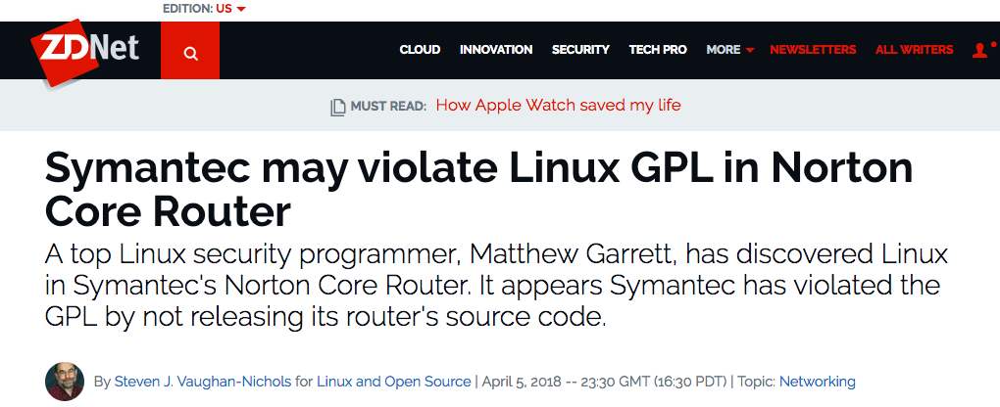 EDITION: US
ZDNet
CLOUD INNOVATION SECURITY TECH PRO MORE NEWSLETTERS ALL WRITERS
MUST READ: How Apple Watch saved my life
Symantec may violate Linux GPL in Norton
Core Router
A top Linux security programmer, Matthew Garrett, has discovered Linux
in Symantec's Norton Core Router. It appears Symantec has violated the
GPL by not releasing its router's source code.
By Steven J. Vaughan-Nichols for Linux and Open Source | April 5, 2018 -- 23:30 GMT (16:30 PDT) | Topic: Networking